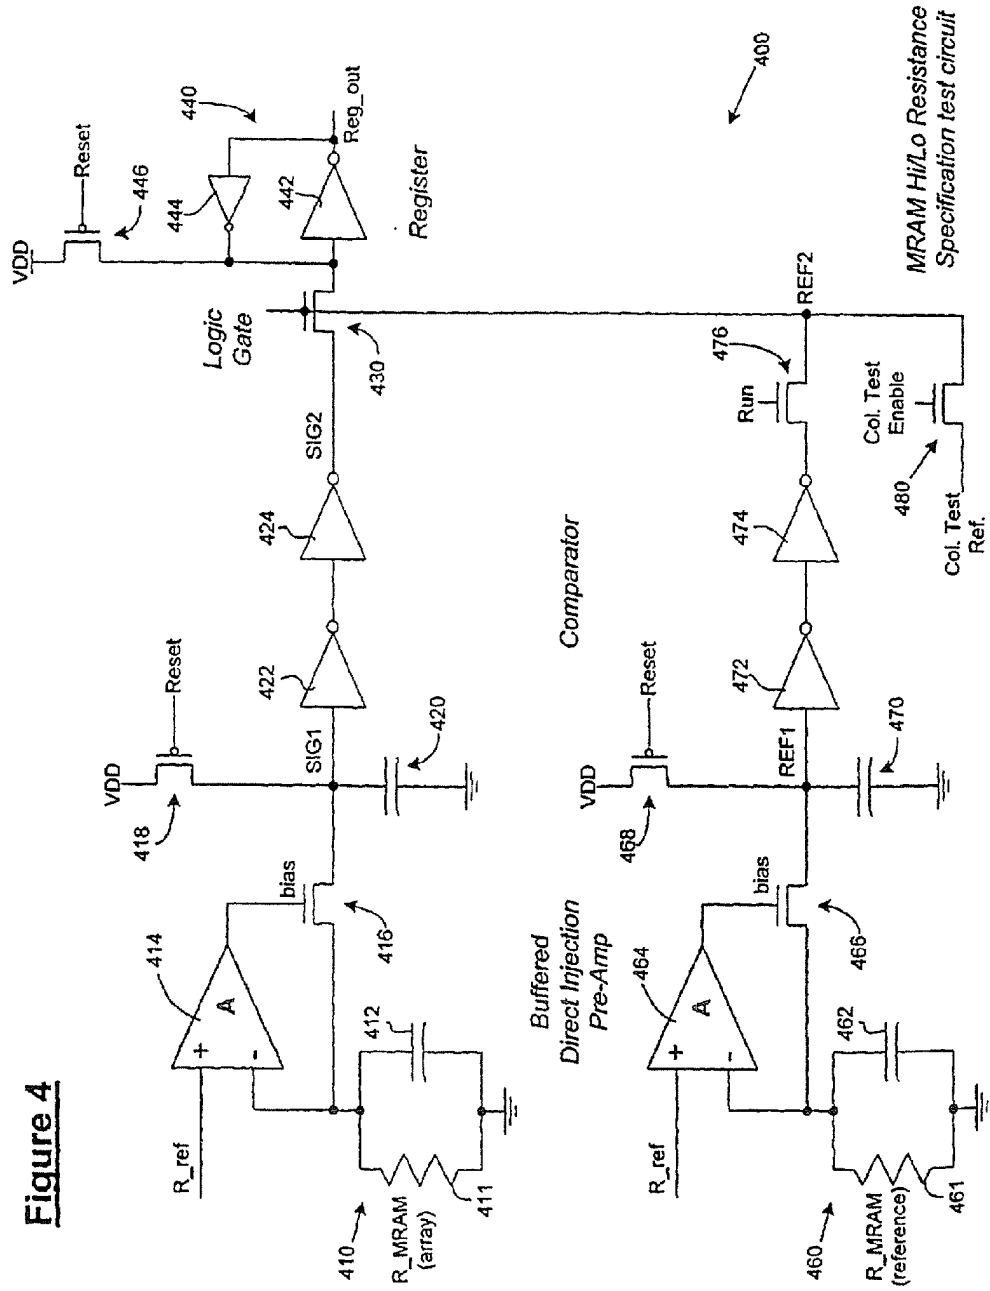 Figure 4
VDD
Reset
446
444
440
442
Reg_out
Register
Logic
Gate
430
SIG2
424
422
VDD
Reset
418
SIG1
420
414
A
+
-
bias
416
R_ref
412
411
410
R_MRAM
(array)
Buffered
Direct Injection
Pre-Amp
Comparator
VDD
Reset
468
REF1
470
472
474
Run
476
REF2
Col. Test
Enable
480
Col. Test
Ref.
464
A
+
-
bias
466
R_ref
462
461
460
R_MRAM
(reference)
400
MRAM Hi/Lo Resistance
Specification test circuit